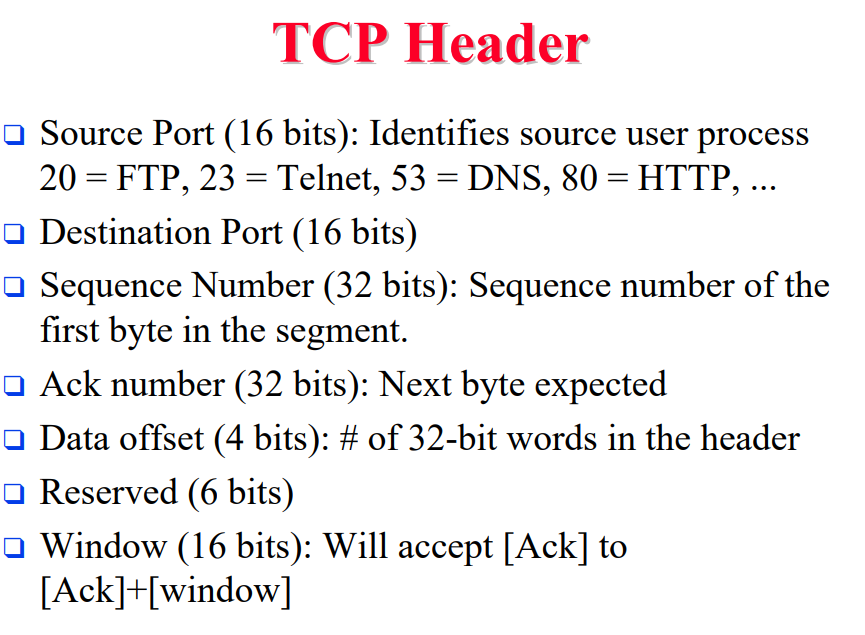 TCP Header
Source Port (16 bits): Identifies source user process
20 = FTP, 23 = Telnet, 53 = DNS, 80 = HTTP, ...
Destination Port (16 bits)
Sequence Number (32 bits): Sequence number of the
first byte in the segment.
Ack number (32 bits): Next byte expected
Data offset (4 bits): # of 32-bit words in the header
Reserved (6 bits)
Window (16 bits): Will accept [Ack] to
[Ack]+[window]